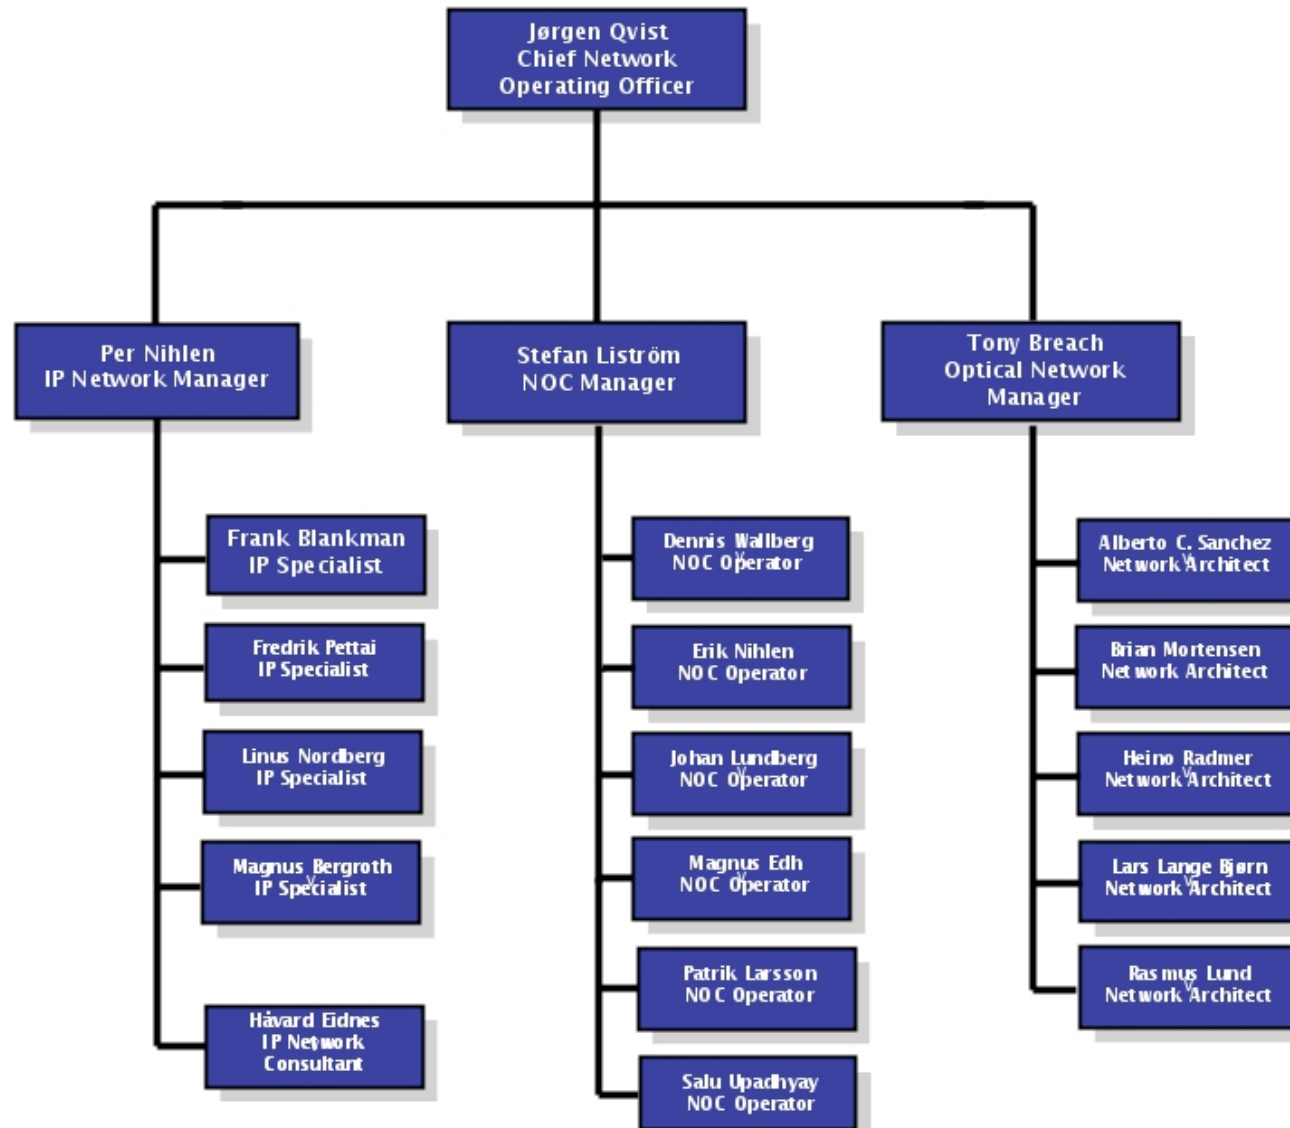 Jørgen Qvist
Chief Network
Operating Officer
Per Nihlen
IP Network Manager
Stefan Liström
NOC Manager
Tony Breach
Optical Network
Manager
Frank Blankman
IP Specialist
Fredrik Pettai
IP Specialist
Linus Nordberg
IP Specialist
Magnus Bergroth
IP Specialist
Håvard Eidnes
IP Network
Consultant
Dennis Wallberg
NOC Operator
Erik Nihlen
NOC Operator
Johan Lundberg
NOC Operator
Magnus Edh
NOC Operator
Patrik Larsson
NOC Operator
Salu Upadhyay
NOC Operator
Alberto C. Sanchez
Network Architect
Brian Mortensen
Network Architect
Heino Radmer
Network Architect
Lars Lange Bjørn
Network Architect
Rasmus Lund
Network Architect